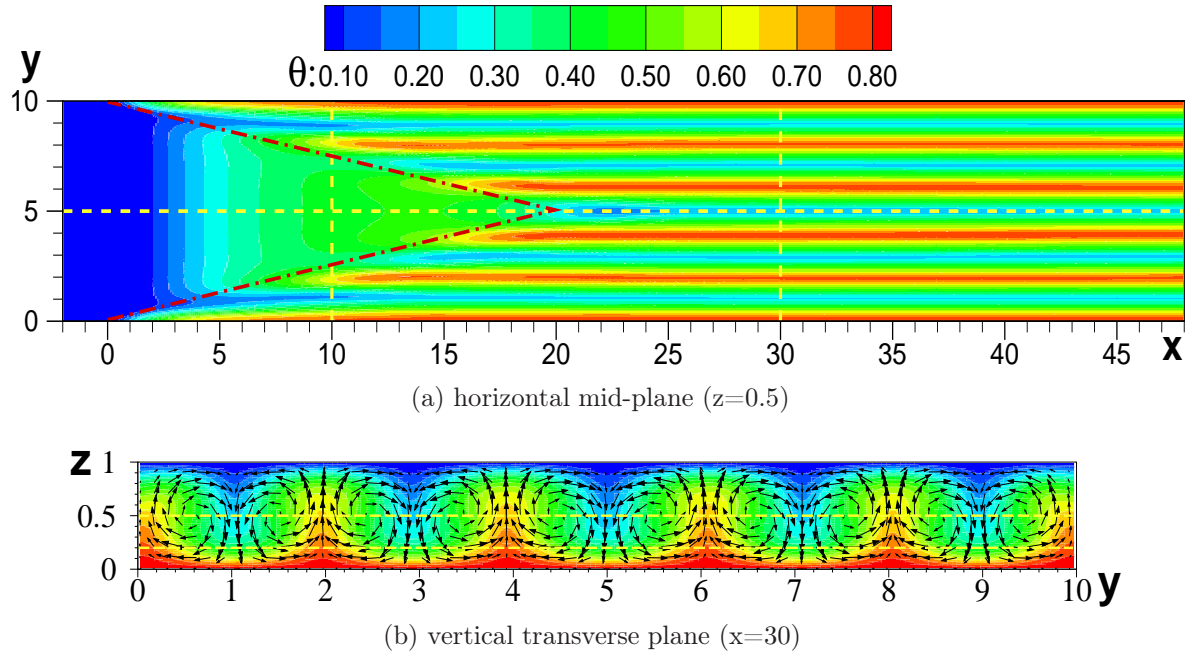 θ: 0.10 0.20 0.30 0.40 0.50 0.60 0.70 0.80
y
10
5
0
0 5 10 15 20 25 30 35 40 45 x
(a) horizontal mid-plane (z=0.5)
z 1
0.5
0
0 1 2 3 4 5 6 7 8 9 10 y
(b) vertical transverse plane (x=30)